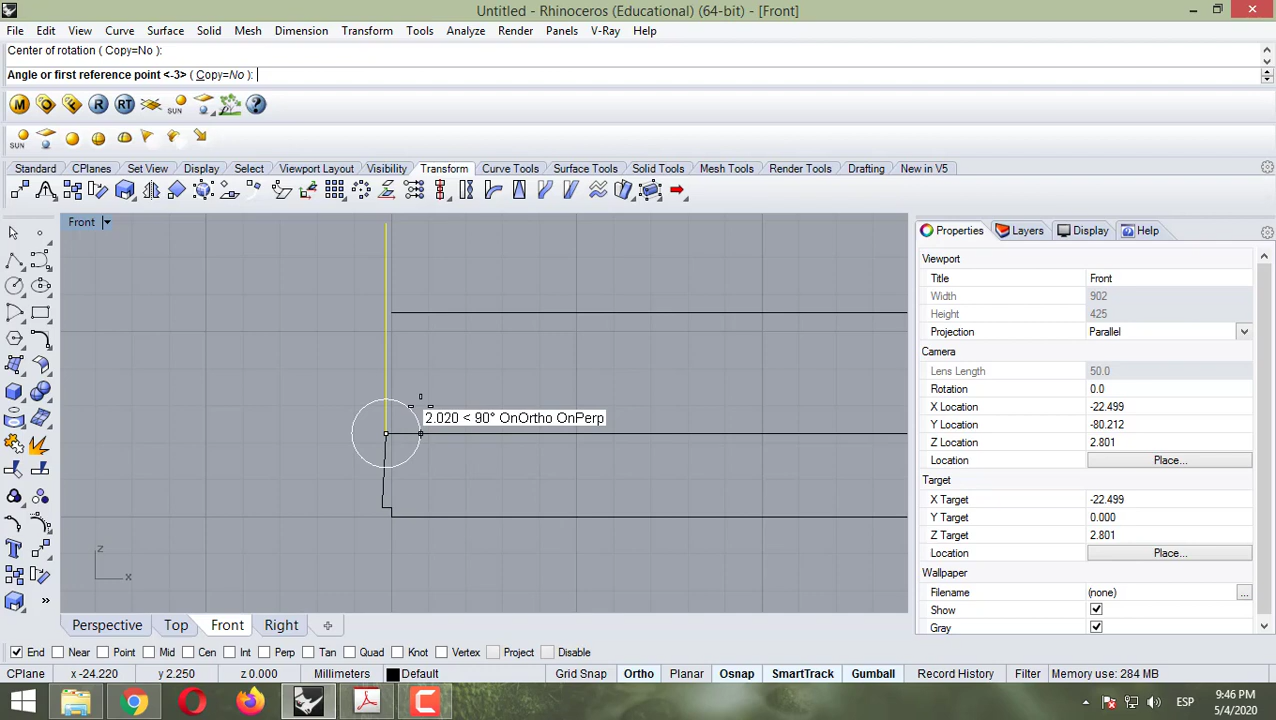 Untitled - Rhinoceros (Educational) (64-bit) - [Front]
File Edit View Curve Surface Solid Mesh Dimension Transform Tools Analyze Render Panels V-Ray Help
Center of rotation ( Copy=No ):
Angle or first reference point <-3> ( Copy=No ):
M O F R RT SUN ?
SUN
Standard CPlanes Set View Display Select Viewport Layout Visibility Transform Curve Tools Surface Tools Solid Tools Mesh Tools Render Tools Drafting New in V5
Front
Properties Layers Display Help
Viewport
Title Front
Width 902
Height 425
Projection Parallel
Camera
Lens Length 50.0
Rotation 0.0
X Location -22.499
Y Location -80.212
Z Location 2.801
Location Place...
Target
X Target -22.499
Y Target 0.000
Z Target 2.801
Location Place...
Wallpaper
Filename (none) ...
Show
Gray
2.020 < 90° OnOrtho OnPerp
z
x
Perspective Top Front Right
End Near Point Mid Cen Int Perp Tan Quad Knot Vertex Project Disable
CPlane x -24.220 y 2.250 z 0.000 Millimeters Default Grid Snap Ortho Planar Osnap SmartTrack Gumball Record History Filter Memory use: 284 MB
ESP
9:46 PM
5/4/2020